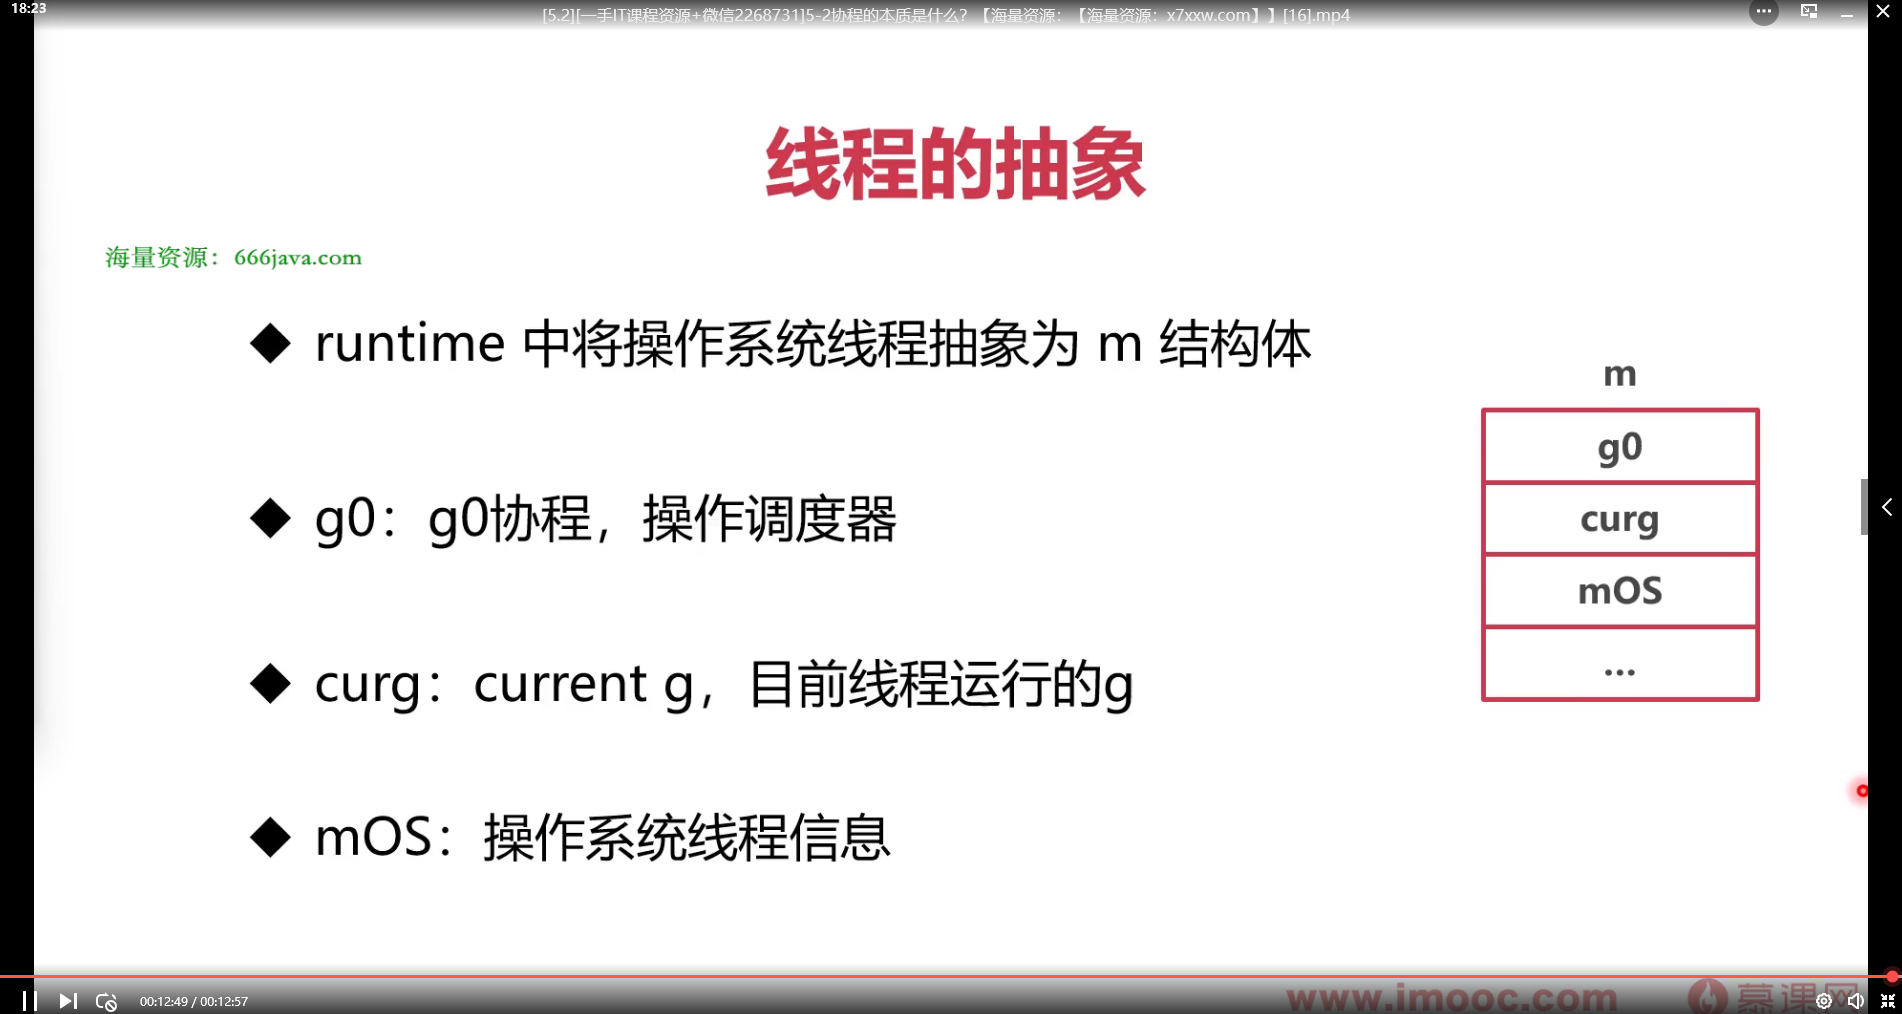 18:23
[5.2][一手IT课程资源+微信2268731]5-2协程的本质是什么？【海量资源：【海量资源：x7xxw.com】】[16].mp4
线程的抽象
海量资源：666java.com
◆ runtime 中将操作系统线程抽象为 m 结构体
◆ g0：g0协程，操作调度器
◆ curg：current g，目前线程运行的g
◆ mOS：操作系统线程信息
m
g0
curg
mOS
...
00:12:49 / 00:12:57
www.imooc.com
慕课网